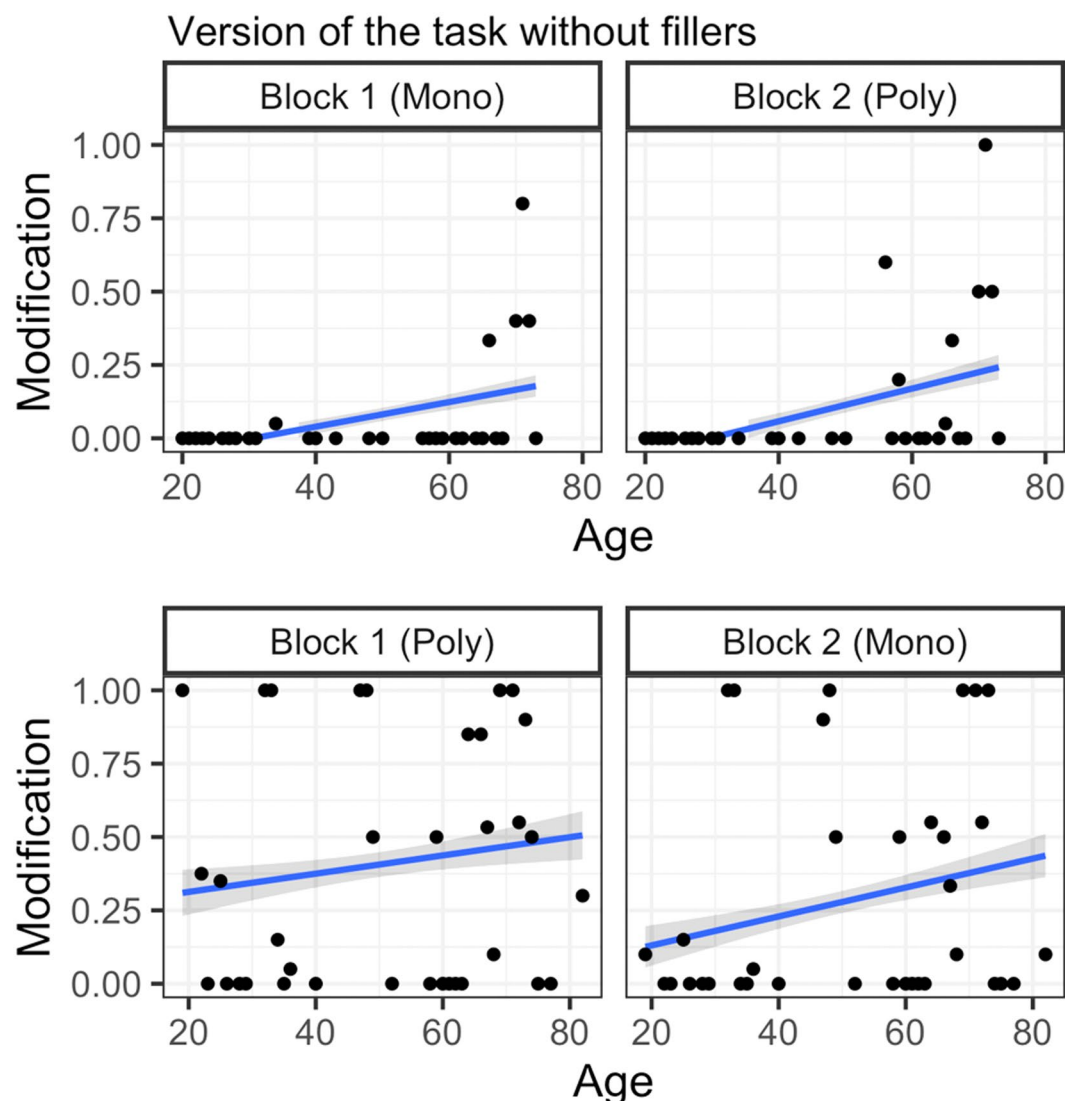 Version of the task without fillers
Block 1 (Mono)
Block 2 (Poly)
Modification
1.00
0.75
0.50
0.25
0.00
20 40 60 80
20 40 60 80
Age
Block 1 (Poly)
Block 2 (Mono)
Modification
1.00
0.75
0.50
0.25
0.00
20 40 60 80
20 40 60 80
Age